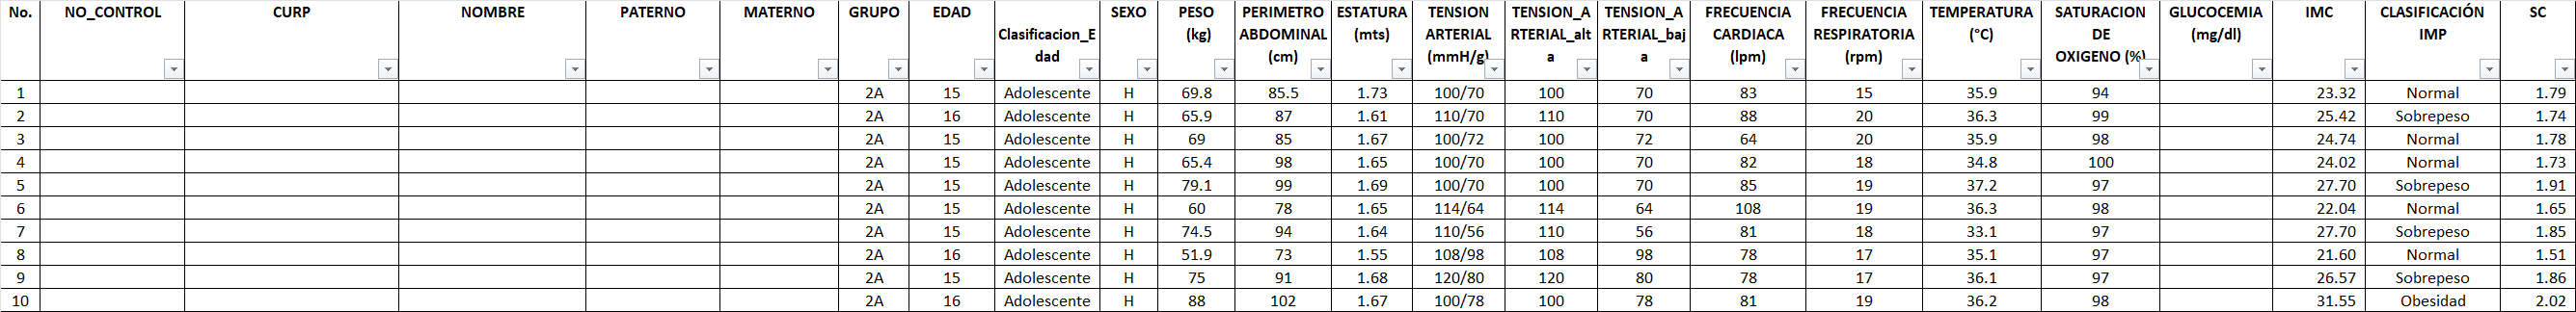 No. NO_CONTROL CURP NOMBRE PATERNO MATERNO GRUPO EDAD Clasificacion_Edad SEXO PESO (kg) PERIMETRO ABDOMINAL (cm) ESTATURA (mts) TENSION ARTERIAL (mmH/g) TENSION_ARTERIAL_alta TENSION_ARTERIAL_baja FRECUENCIA CARDIACA (lpm) FRECUENCIA RESPIRATORIA (rpm) TEMPERATURA (°C) SATURACION DE OXIGENO (%) GLUCOCEMIA (mg/dl) IMC CLASIFICACIÓN IMP SC
1 2A 15 Adolescente H 69.8 85.5 1.73 100/70 100 70 83 15 35.9 94 23.32 Normal 1.79
2 2A 16 Adolescente H 65.9 87 1.61 110/70 110 70 88 20 36.3 99 25.42 Sobrepeso 1.74
3 2A 15 Adolescente H 69 85 1.67 100/72 100 72 64 20 35.9 98 24.74 Normal 1.78
4 2A 15 Adolescente H 65.4 98 1.65 100/70 100 70 82 18 34.8 100 24.02 Normal 1.73
5 2A 15 Adolescente H 79.1 99 1.69 100/70 100 70 85 19 37.2 97 27.70 Sobrepeso 1.91
6 2A 15 Adolescente H 60 78 1.65 114/64 114 64 108 19 36.3 98 22.04 Normal 1.65
7 2A 15 Adolescente H 74.5 94 1.64 110/56 110 56 81 18 33.1 97 27.70 Sobrepeso 1.85
8 2A 16 Adolescente H 51.9 73 1.55 108/98 108 98 78 17 35.1 97 21.60 Normal 1.51
9 2A 15 Adolescente H 75 91 1.68 120/80 120 80 78 17 36.1 97 26.57 Sobrepeso 1.86
10 2A 16 Adolescente H 88 102 1.67 100/78 100 78 81 19 36.2 98 31.55 Obesidad 2.02